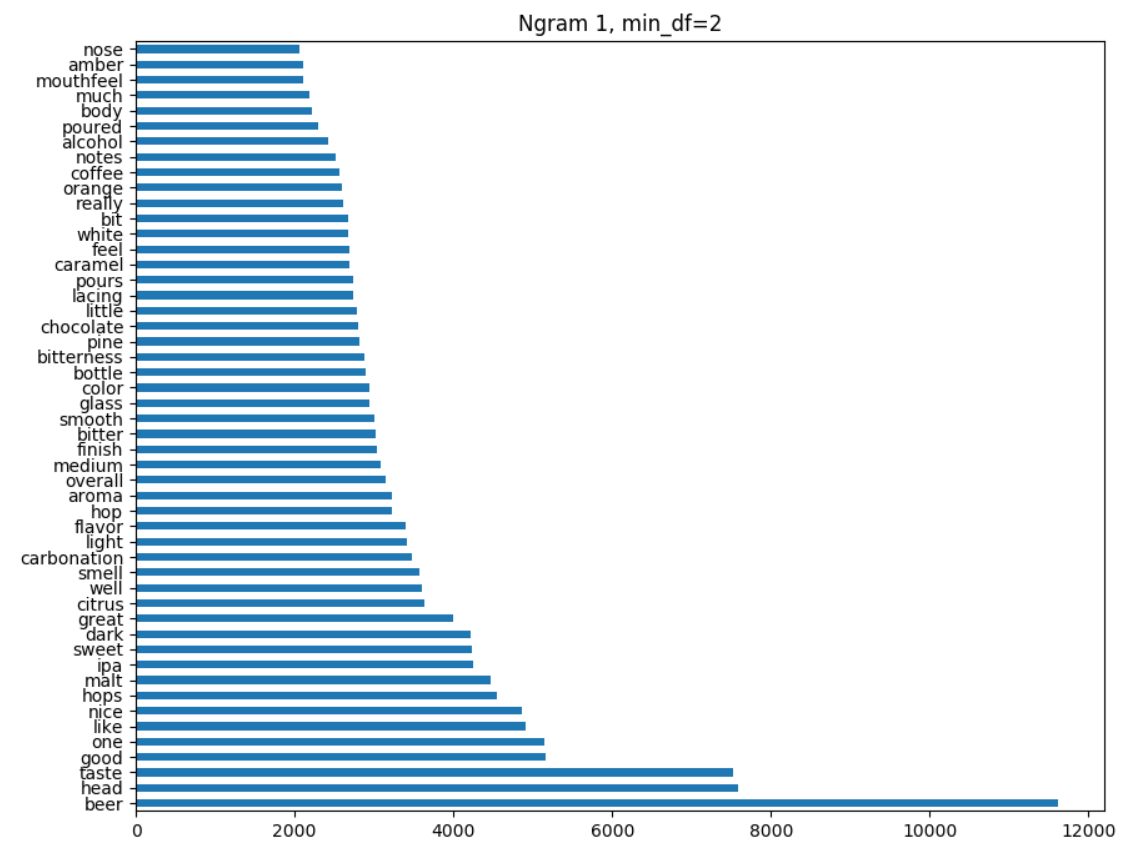 Ngram 1, min_df=2
nose
amber
mouthfeel
much
body
poured
alcohol
notes
coffee
orange
really
bit
white
feel
caramel
pours
lacing
little
chocolate
pine
bitterness
bottle
color
glass
smooth
bitter
finish
medium
overall
aroma
hop
flavor
light
carbonation
smell
well
citrus
great
dark
sweet
ipa
malt
hops
nice
like
one
good
taste
head
beer
0 2000 4000 6000 8000 10000 12000